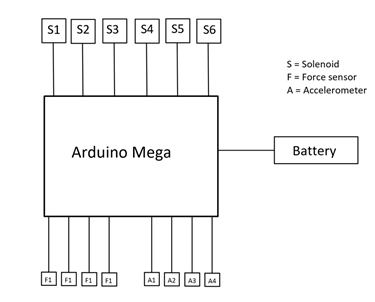 S1 S2 S3 S4 S5 S6
S = Solenoid
F = Force sensor
A = Accelerometer
Arduino Mega
Battery
F1 F1 F1 F1 A1 A2 A3 A4